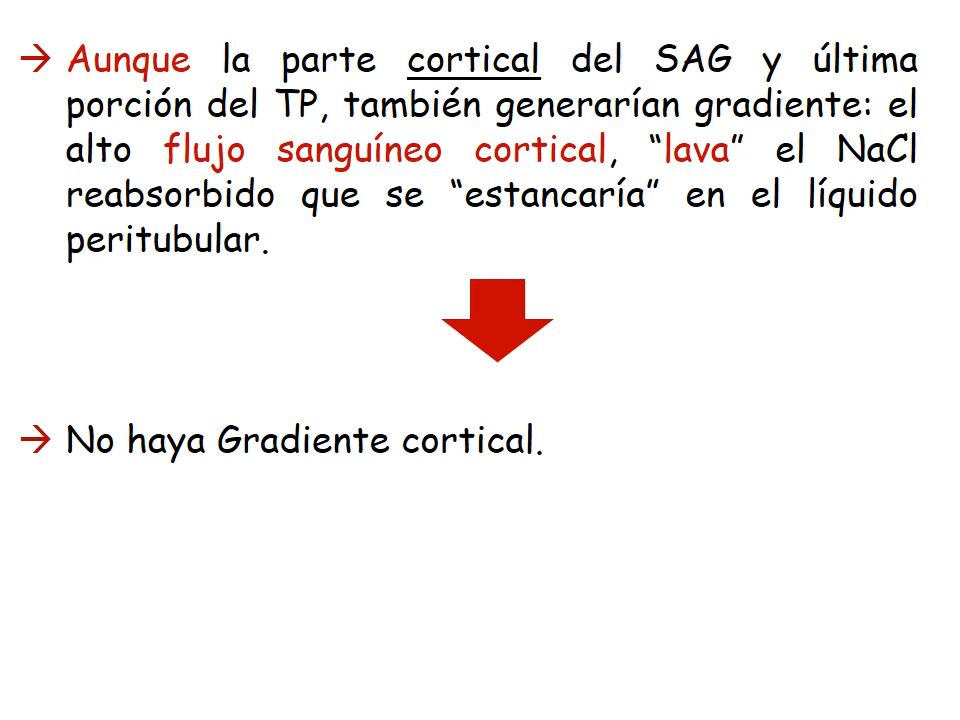 → Aunque la parte cortical del SAG y última
porción del TP, también generarían gradiente: el
alto flujo sanguíneo cortical, “lava” el NaCl
reabsorbido que se “estancaría” en el líquido
peritubular.
→ No haya Gradiente cortical.